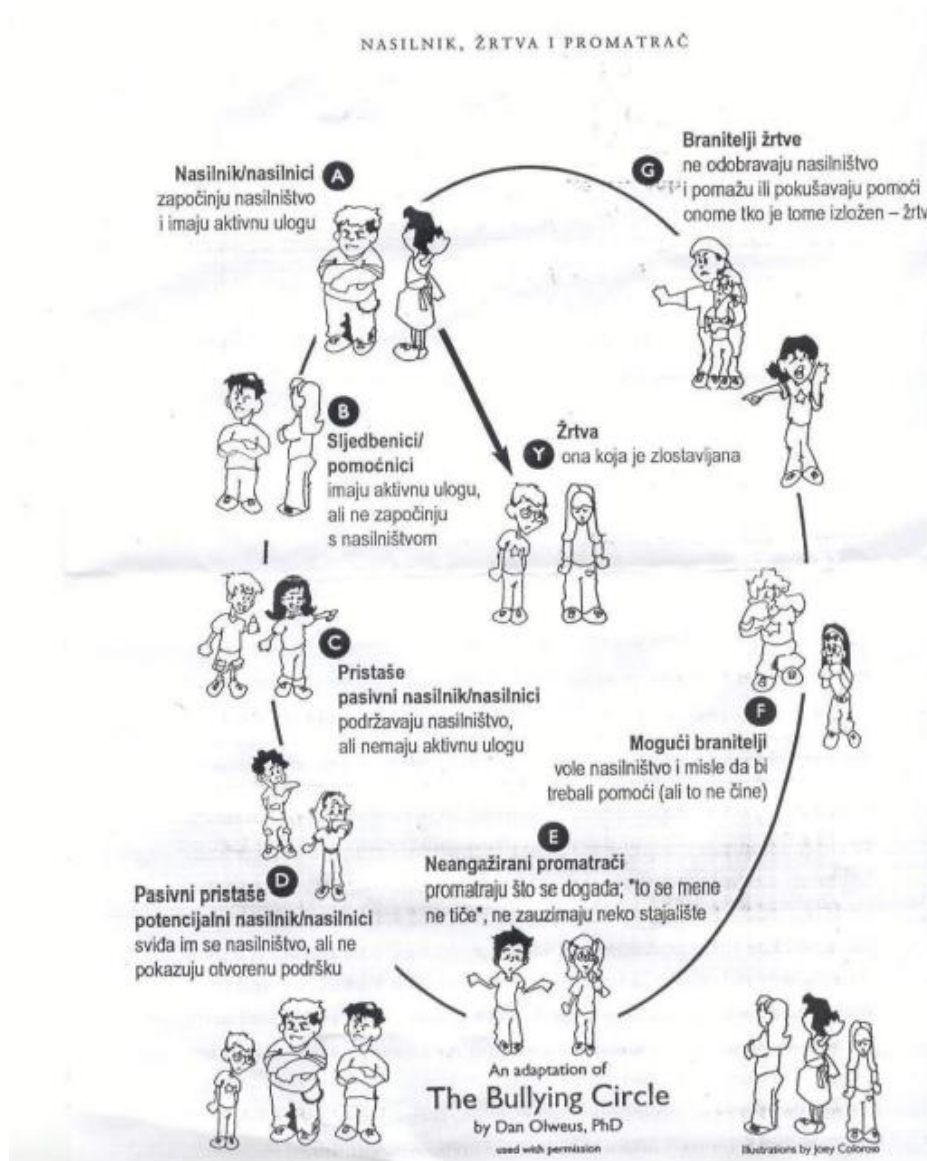 NASILNIK, ŽRTVA I PROMATRAČ
A
Nasilnik/nasilnici
započinju nasilništvo
i imaju aktivnu ulogu
G
Branitelji žrtve
ne odobravaju nasilništvo
i pomažu ili pokušavaju pomoći
onome tko je tome izložen – žrtv
B
Sljedbenici/
pomoćnici
imaju aktivnu ulogu,
ali ne započinju
s nasilništvom
Y
Žrtva
ona koja je zlostavljana
C
Pristaše
pasivni nasilnik/nasilnici
podržavaju nasilništvo,
ali nemaju aktivnu ulogu
F
Mogući branitelji
vole nasilništvo i misle da bi
trebali pomoći (ali to ne čine)
D
Pasivni pristaše
potencijalni nasilnik/nasilnici
sviđa im se nasilništvo, ali ne
pokazuju otvorenu podršku
E
Neangažirani promatrači
promatraju što se događa; "to se mene
ne tiče", ne zauzimaju neko stajalište
An adaptation of
The Bullying Circle
by Dan Olweus, PhD
used with permission
Illustrations by Joey Coloroso